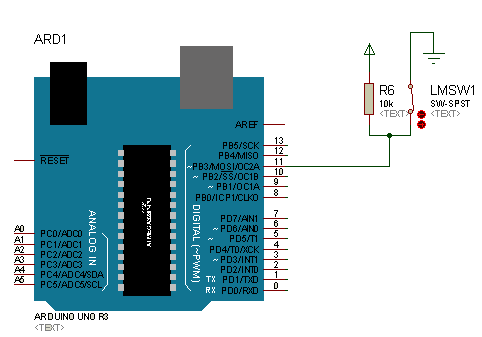 ARD1
R6
10k
<TEXT>
LMSW1
SW-SPST
<TEXT>
RESET
AREF
PB5/SCK 13
PB4/MISO 12
~ PB3/MOSI/OC2A 11
~ PB2/SS/OC1B 10
~ PB1/OC1A 9
PB0/ICP1/CLKO 8
PD7/AIN1 7
~ PD6/AIN0 6
~ PD5/T1 5
PD4/T0/XCK 4
~ PD3/INT1 3
PD2/INT0 2
TX PD1/TXD 1
RX PD0/RXD 0
DIGITAL (~PWM)
ANALOG IN
A0 PC0/ADC0
A1 PC1/ADC1
A2 PC2/ADC2
A3 PC3/ADC3
A4 PC4/ADC4/SDA
A5 PC5/ADC5/SCL
ARDUINO UNO R3
<TEXT>